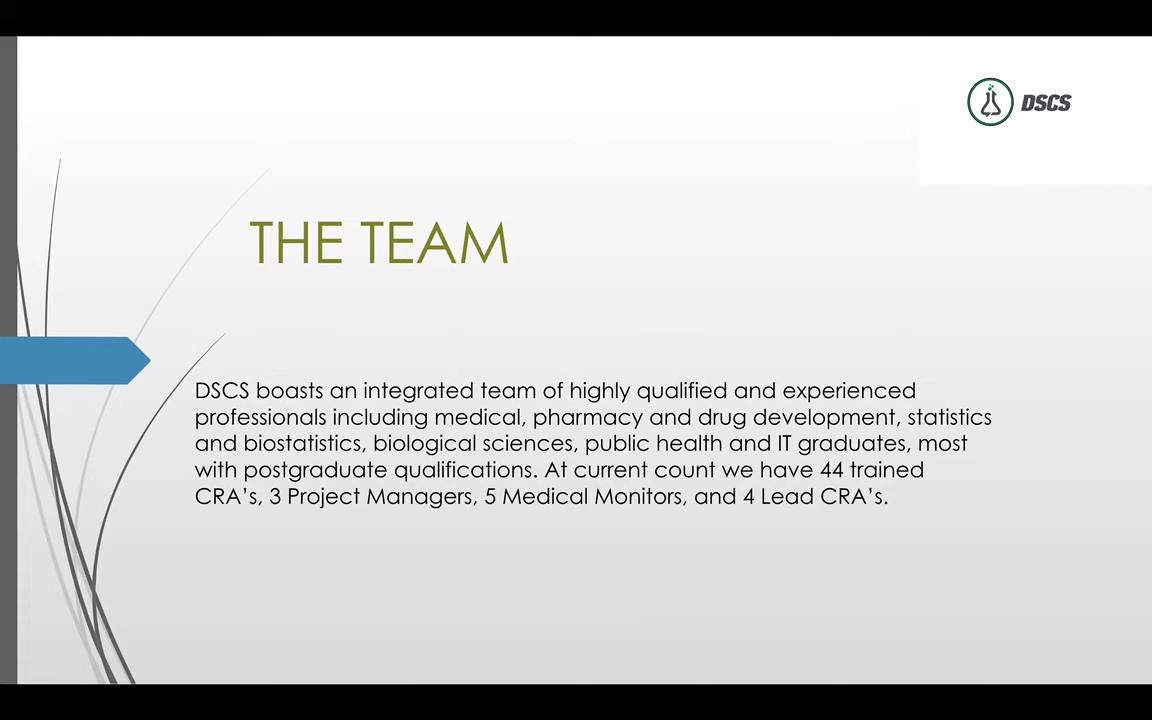 DSCS
THE TEAM
DSCS boasts an integrated team of highly qualified and experienced
professionals including medical, pharmacy and drug development, statistics
and biostatistics, biological sciences, public health and IT graduates, most
with postgraduate qualifications. At current count we have 44 trained
CRA’s, 3 Project Managers, 5 Medical Monitors, and 4 Lead CRA’s.